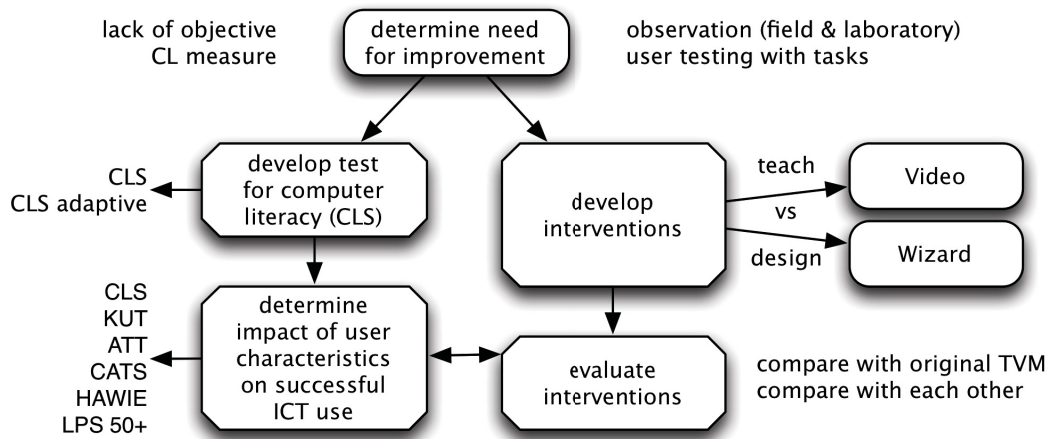 lack of objective
CL measure
determine need
for improvement
observation (field & laboratory)
user testing with tasks
CLS
CLS adaptive
develop test
for computer
literacy (CLS)
develop
interventions
teach
vs
design
Video
Wizard
CLS
KUT
ATT
CATS
HAWIE
LPS 50+
determine
impact of user
characteristics
on successful
ICT use
evaluate
interventions
compare with original TVM
compare with each other